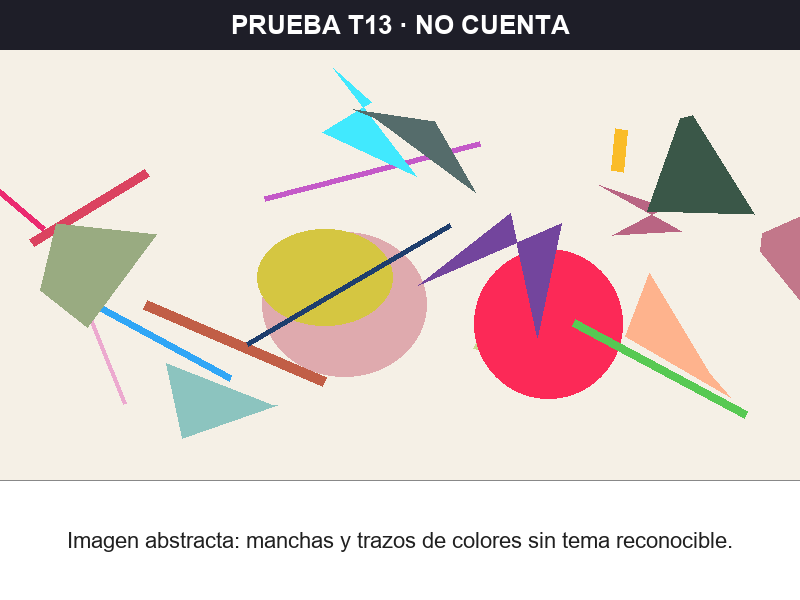 PRUEBA T13 · NO CUENTA
Imagen abstracta: manchas y trazos de colores sin tema reconocible.